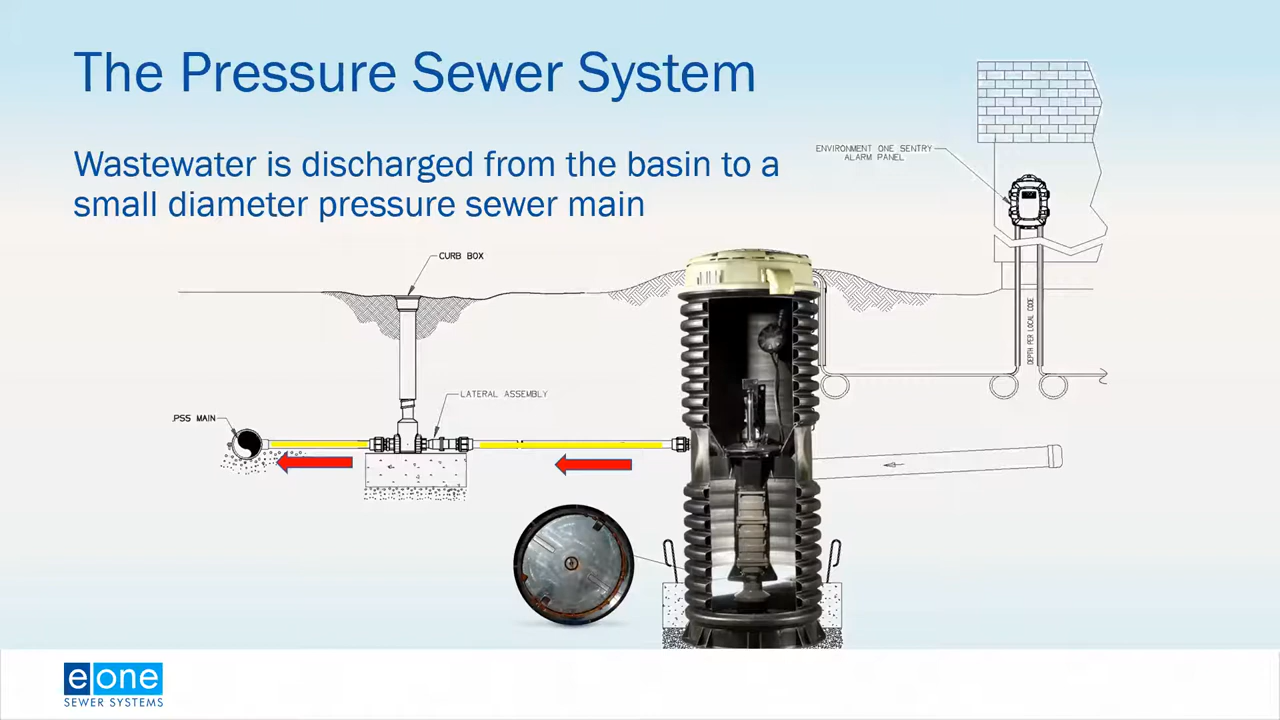 The Pressure Sewer System
Wastewater is discharged from the basin to a
small diameter pressure sewer main
ENVIRONMENT ONE SENTRY
ALARM PANEL
CURB BOX
DEPTH PER LOCAL CODE
LATERAL ASSEMBLY
PSS MAIN
e one
SEWER SYSTEMS